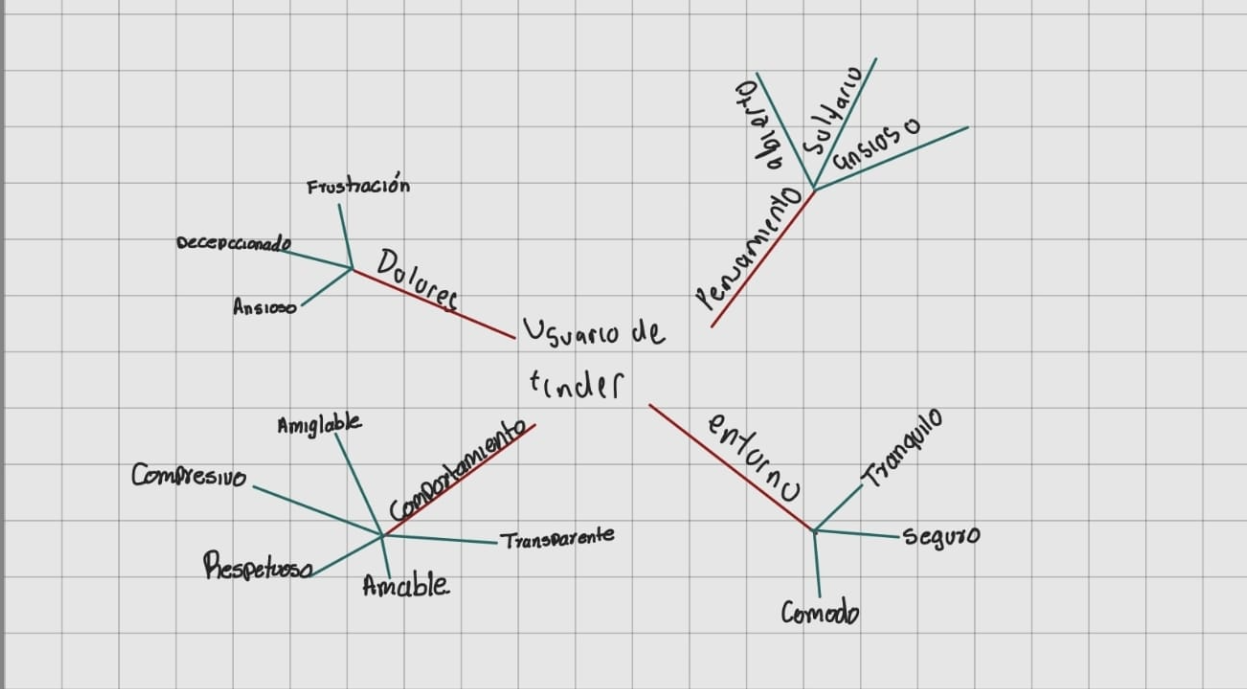 abierto
Solitario
ansioso
Pensamiento
Frustración
Decepccionado
Ansioso
Dolores
Usuario de
tinder
Amiglable
Compresivo
Respetuoso
Amable
Transparente
Comportamiento
entorno
Tranquilo
Seguro
Comodo